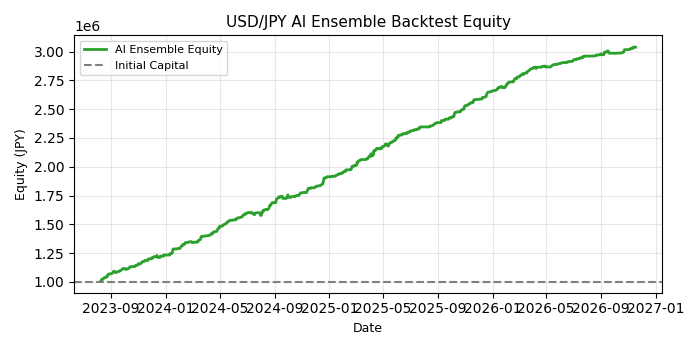 USD/JPY AI Ensemble Backtest Equity
1e6
AI Ensemble Equity
Initial Capital
3.00
2.75
2.50
2.25
2.00
1.75
1.50
1.25
1.00
Equity (JPY)
2023-09 2024-01 2024-05 2024-09 2025-01 2025-05 2025-09 2026-01 2026-05 2026-09 2027-01
Date